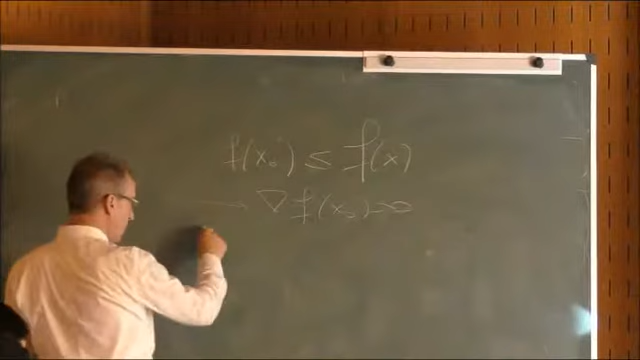 f(x₀) ≤ f(x)
→ ∇f(x₀)=0